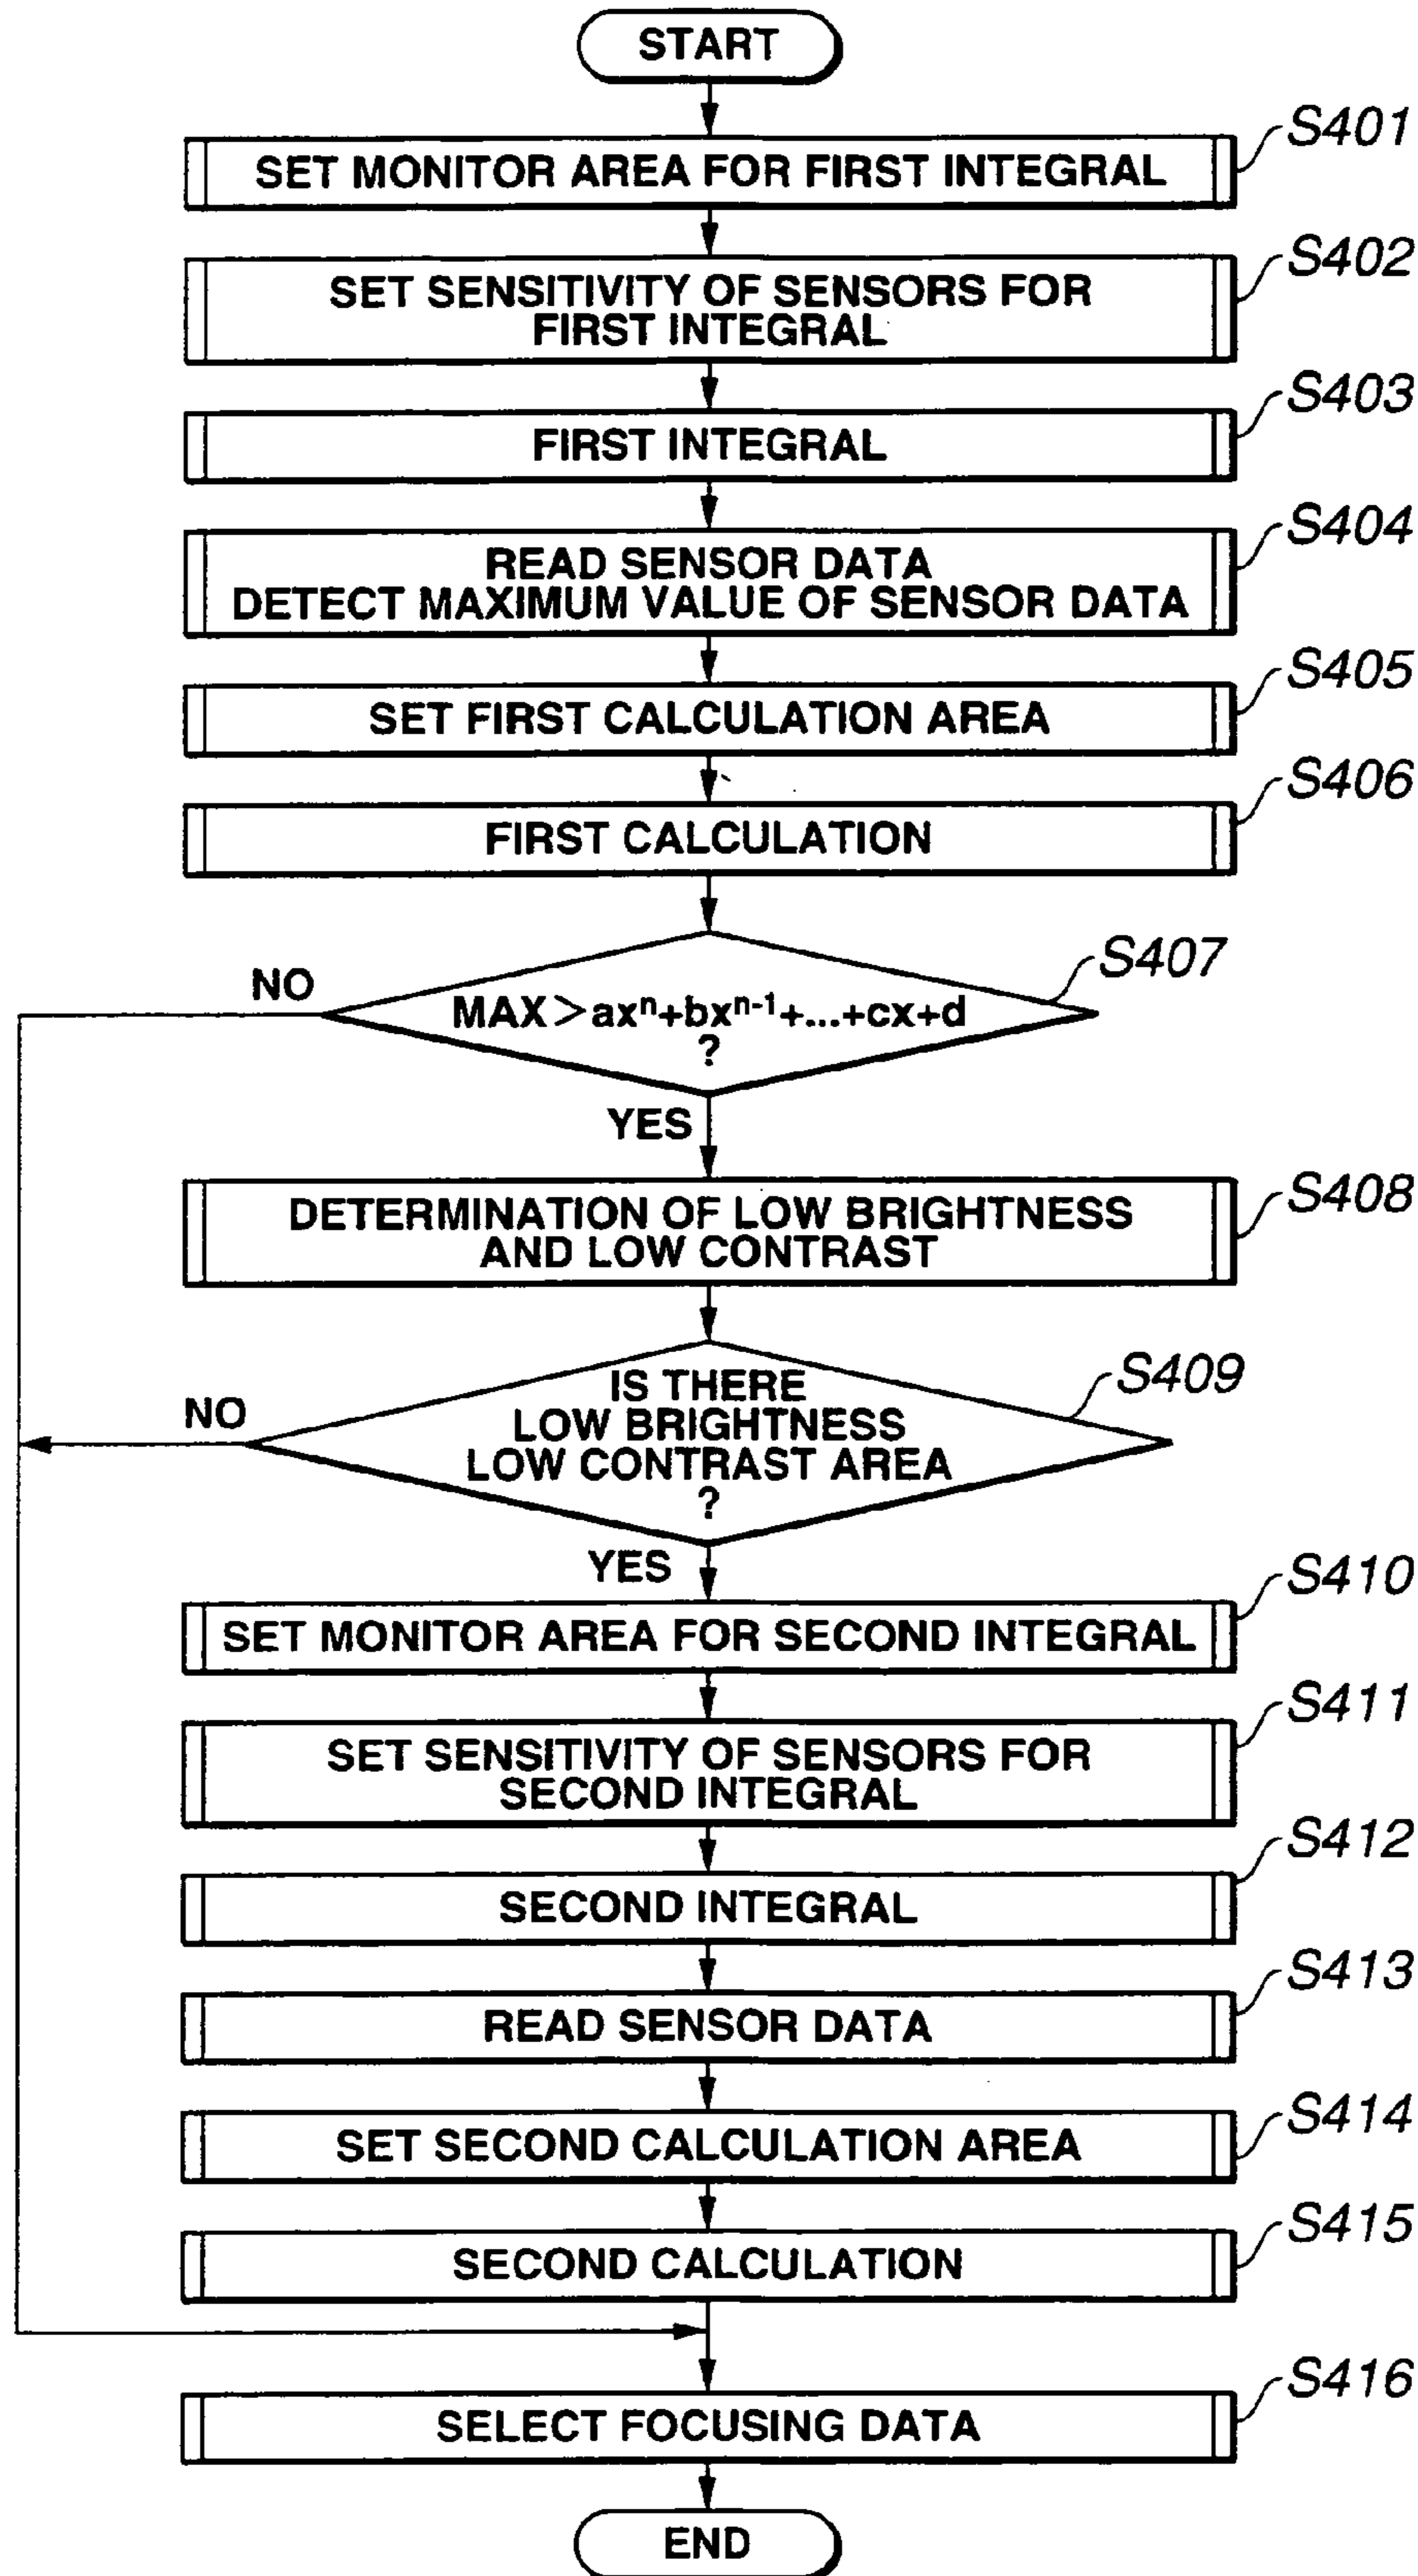 START
SET MONITOR AREA FOR FIRST INTEGRAL
S401
SET SENSITIVITY OF SENSORS FOR
FIRST INTEGRAL
S402
FIRST INTEGRAL
S403
READ SENSOR DATA
DETECT MAXIMUM VALUE OF SENSOR DATA
S404
SET FIRST CALCULATION AREA
S405
FIRST CALCULATION
S406
MAX>axⁿ+bxⁿ⁻¹+...+cx+d
?
S407
NO
YES
DETERMINATION OF LOW BRIGHTNESS
AND LOW CONTRAST
S408
IS THERE
LOW BRIGHTNESS
LOW CONTRAST AREA
?
S409
NO
YES
SET MONITOR AREA FOR SECOND INTEGRAL
S410
SET SENSITIVITY OF SENSORS FOR
SECOND INTEGRAL
S411
SECOND INTEGRAL
S412
READ SENSOR DATA
S413
SET SECOND CALCULATION AREA
S414
SECOND CALCULATION
S415
SELECT FOCUSING DATA
S416
END